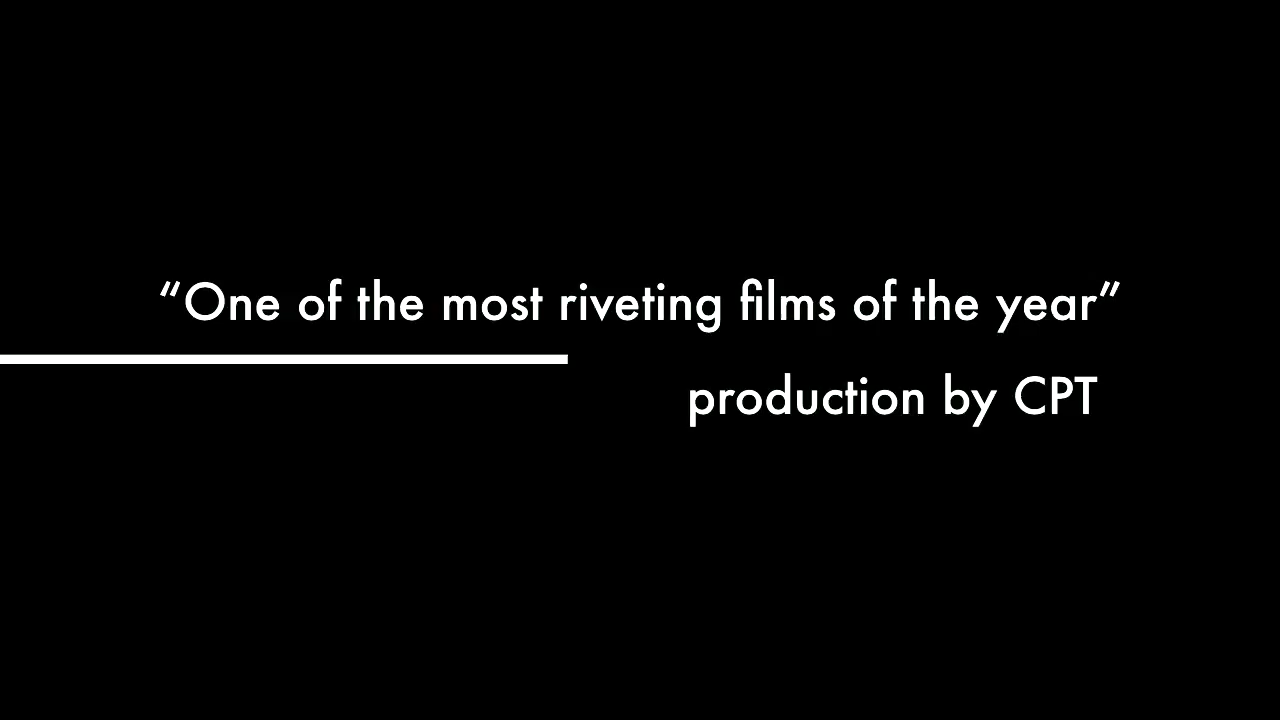 “One of the most riveting films of the year”
production by CPT